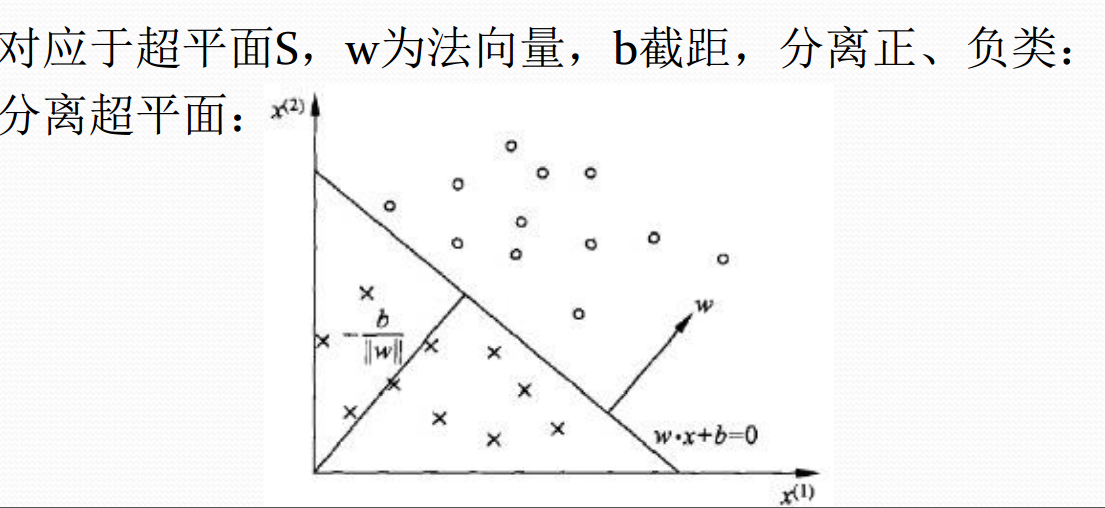 对应于超平面S，w为法向量，b截距，分离正、负类：
分离超平面：
x(2)
b
—
‖w‖
w
w•x+b=0
x(1)